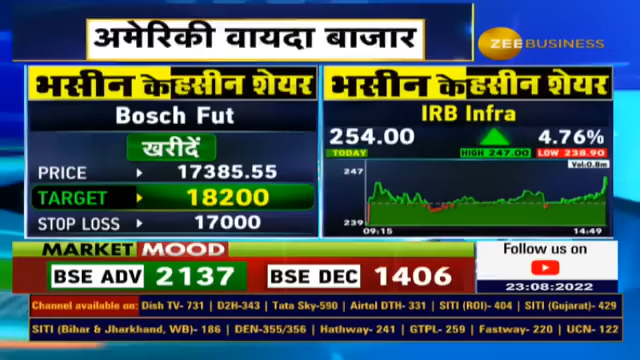 अमेरिकी वायदा बाजार
ZEE BUSINESS
भसीन के हसीन शेयर
Bosch Fut
खरीदें
PRICE 17385.55
TARGET 18200
STOP LOSS 17000
भसीन के हसीन शेयर
IRB Infra
254.00 4.76%
TODAY HIGH 247.00 LOW 238.90
Vol:0.8m
247
239
09:15 14:49
MARKET MOOD
BSE ADV 2137 BSE DEC 1406
Follow us on
23:08:2022
Channel available on: Dish TV- 731 | D2H-343 | Tata Sky-590 | Airtel DTH- 331 | SITI (ROI)- 404 | SITI (Gujarat)- 429
SITI (Bihar & Jharkhand, WB)- 186 | DEN-355/356 | Hathway- 241 | GTPL- 259 | Fastway- 220 | UCN- 122